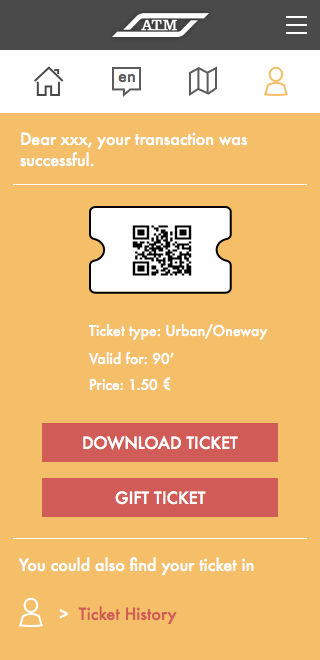 ATM
en
Dear xxx, your transaction was
successful.
Ticket type: Urban/Oneway
Valid for: 90’
Price: 1.50 €
DOWNLOAD TICKET
GIFT TICKET
You could also find your ticket in
> Ticket History